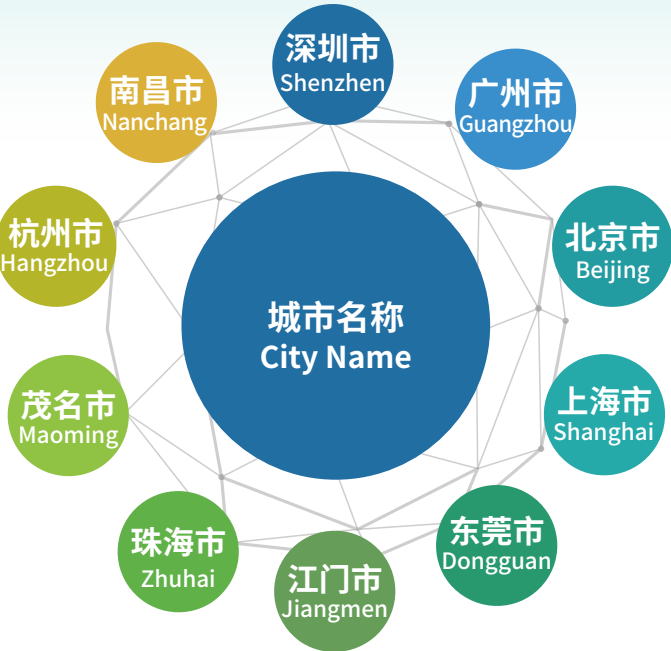 深圳市
Shenzhen
广州市
Guangzhou
北京市
Beijing
上海市
Shanghai
东莞市
Dongguan
江门市
Jiangmen
珠海市
Zhuhai
茂名市
Maoming
杭州市
Hangzhou
南昌市
Nanchang
城市名称
City Name